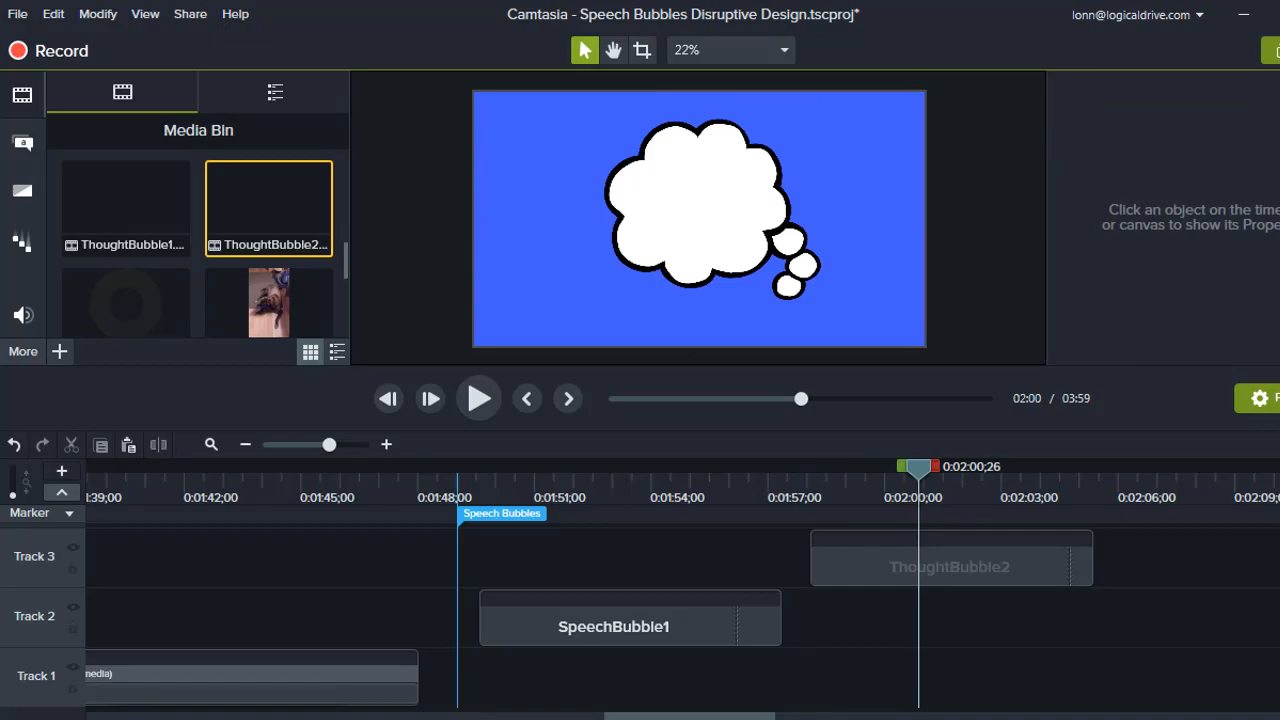 File Edit Modify View Share Help
Camtasia - Speech Bubbles Disruptive Design.tscproj*
lonn@logicaldrive.com
Record
22%
Media Bin
a
ThoughtBubble1....
ThoughtBubble2...
Click an object on the time
or canvas to show its Prope
More
02:00 / 03:59
0:02:00,26
:39;00 0:01:42;00 0:01:45;00 0:01:48;00 0:01:51;00 0:01:54;00 0:01:57;00 0:02:00;00 0:02:03;00 0:02:06;00 0:02:09;
Marker
Speech Bubbles
Track 3
ThoughtBubble2
Track 2
SpeechBubble1
Track 1
media)